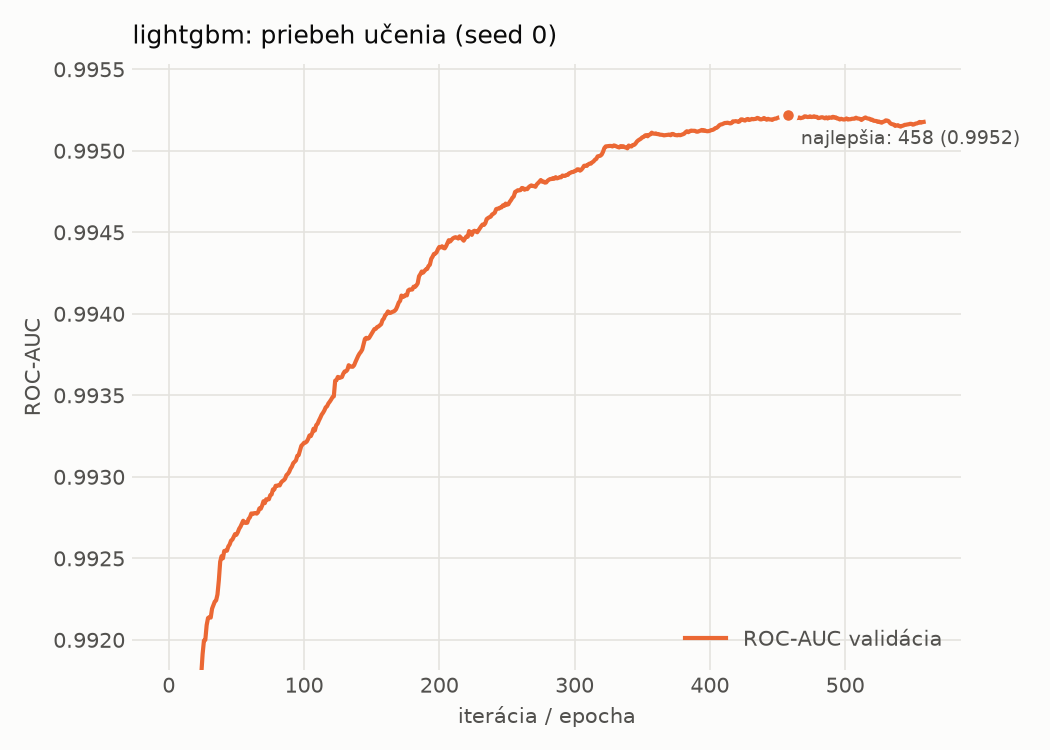 lightgbm: priebeh učenia (seed 0)
0.9955
0.9950
0.9945
0.9940
0.9935
0.9930
0.9925
0.9920
ROC-AUC
najlepšia: 458 (0.9952)
ROC-AUC validácia
0 100 200 300 400 500
iterácia / epocha